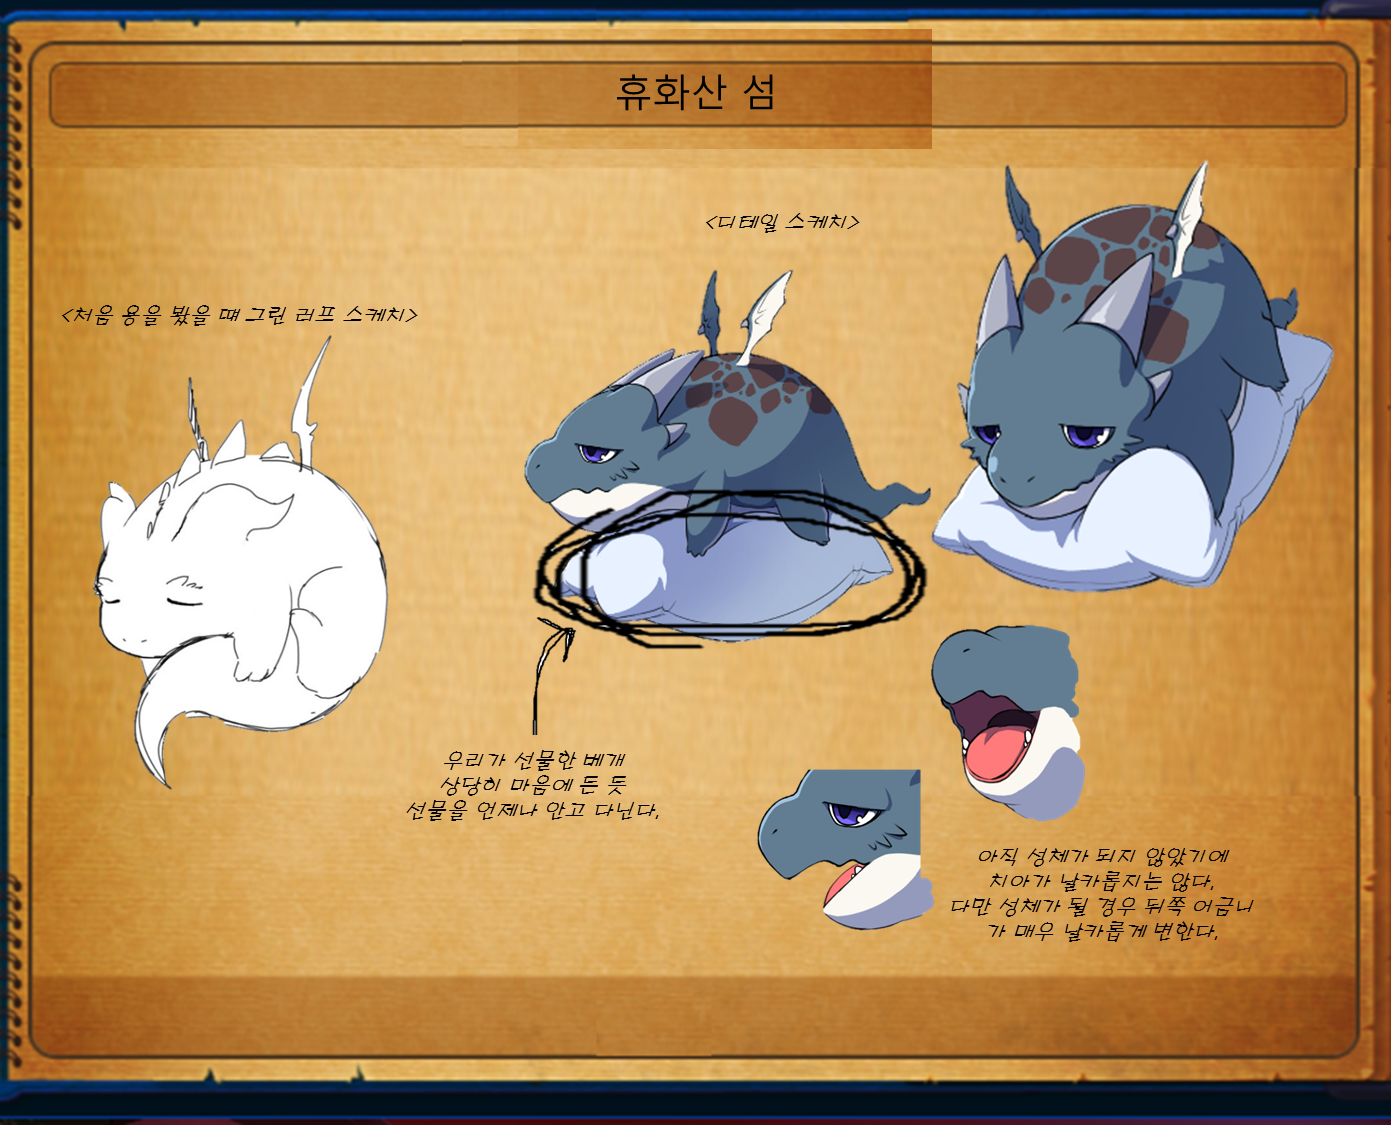 휴화산 섬
<디테일 스케치>
<처음 용을 봤을 때 그린 러프 스케치>
우리가 선물한 베개
상당히 마음에 든 듯
선물을 언제나 안고 다닌다.
아직 성체가 되지 않았기에
치아가 날카롭지는 않다.
다만 성체가 될 경우 뒤쪽 어금니
가 매우 날카롭게 변한다.